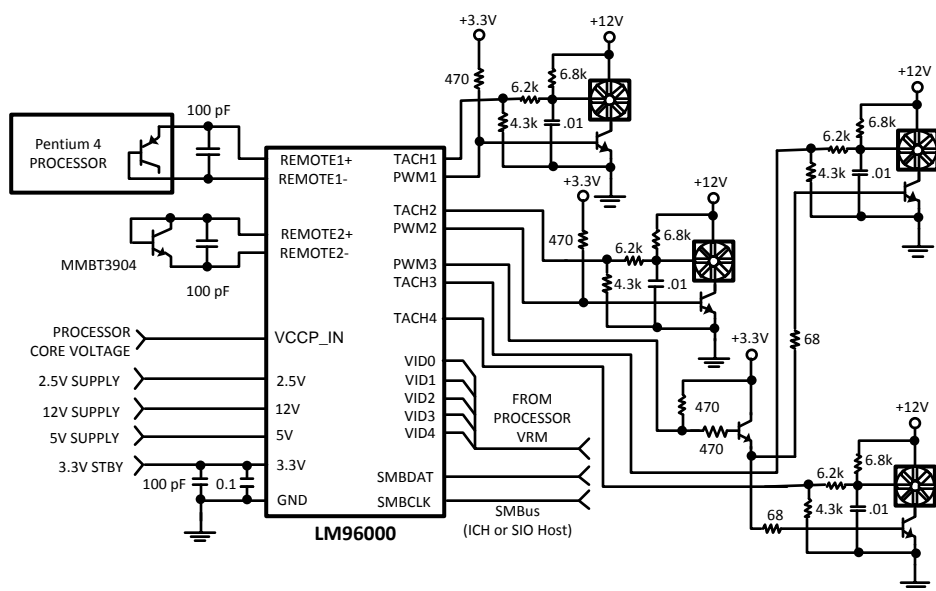 +3.3V
+12V
470
6.2k
6.8k
4.3k
.01
+12V
6.2k
6.8k
4.3k
.01
100 pF
Pentium 4
PROCESSOR
REMOTE1+
REMOTE1-
TACH1
PWM1
+3.3V
+12V
470
6.2k
6.8k
4.3k
.01
MMBT3904
100 pF
REMOTE2+
REMOTE2-
TACH2
PWM2
PWM3
TACH3
TACH4
PROCESSOR
CORE VOLTAGE
VCCP_IN
2.5V SUPPLY
2.5V
12V SUPPLY
12V
5V SUPPLY
5V
3.3V STBY
3.3V
100 pF
0.1
GND
VID0
VID1
VID2
VID3
VID4
FROM
PROCESSOR
VRM
SMBDAT
SMBCLK
SMBus
(ICH or SIO Host)
LM96000
+3.3V
470
470
68
68
+12V
6.2k
6.8k
4.3k
.01